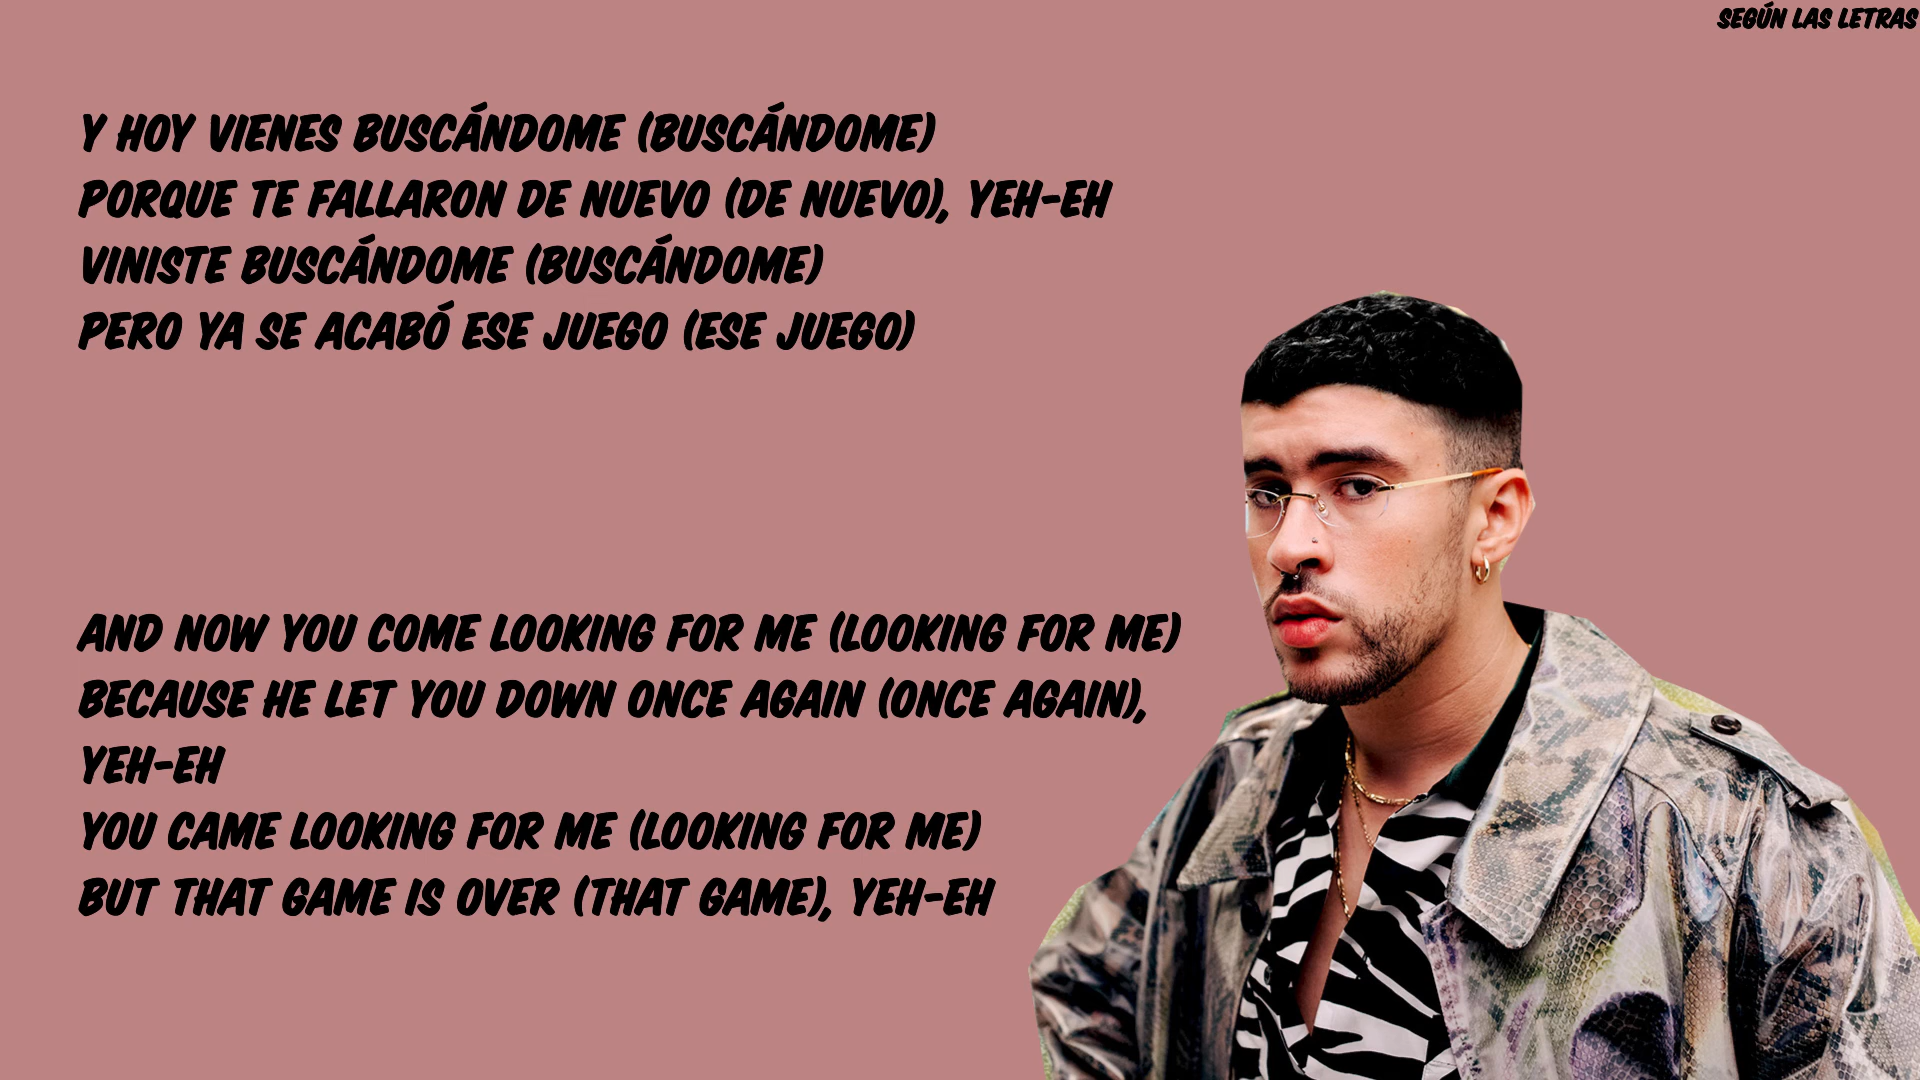 SEGÚN LAS LETRAS
Y HOY VIENES BUSCÁNDOME (BUSCÁNDOME)
PORQUE TE FALLARON DE NUEVO (DE NUEVO), YEH-EH
VINISTE BUSCÁNDOME (BUSCÁNDOME)
PERO YA SE ACABÓ ESE JUEGO (ESE JUEGO)
AND NOW YOU COME LOOKING FOR ME (LOOKING FOR ME)
BECAUSE HE LET YOU DOWN ONCE AGAIN (ONCE AGAIN),
YEH-EH
YOU CAME LOOKING FOR ME (LOOKING FOR ME)
BUT THAT GAME IS OVER (THAT GAME), YEH-EH